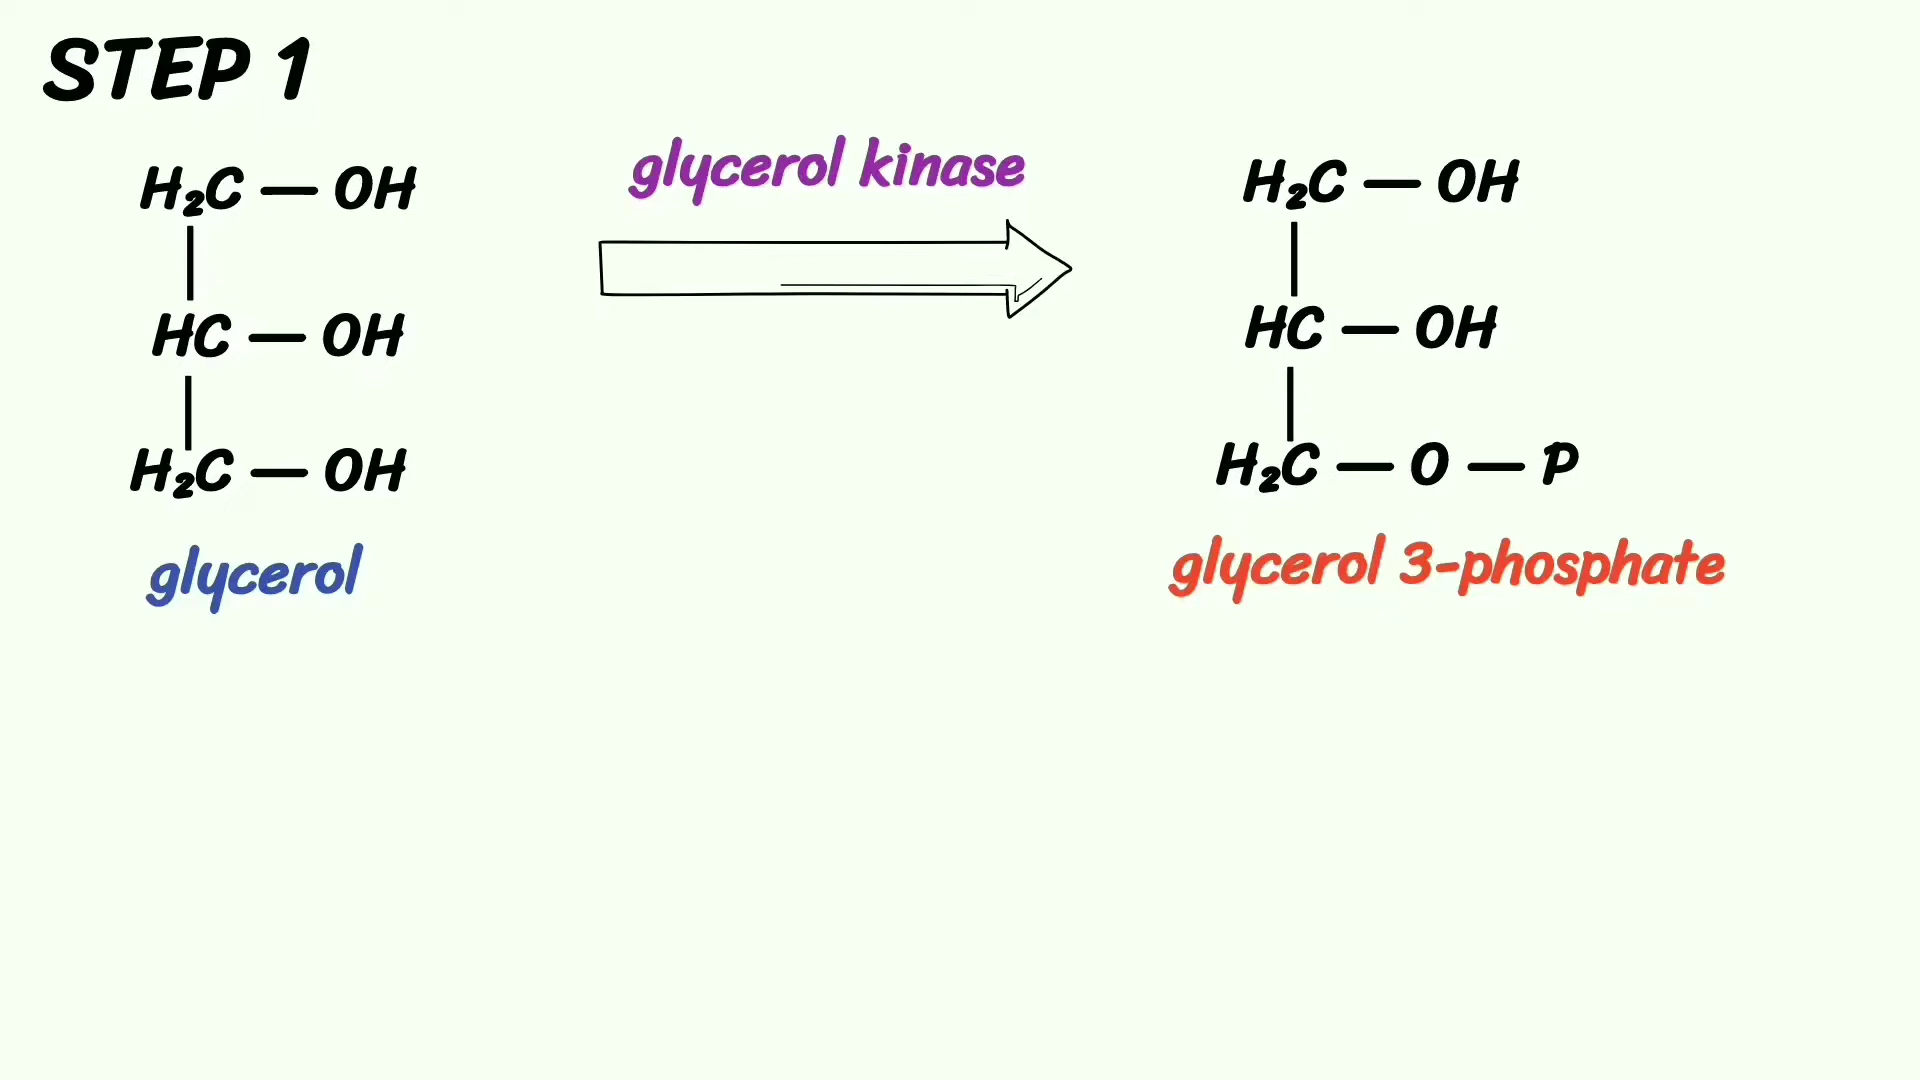 STEP 1
glycerol kinase
H₂C — OH
HC — OH
H₂C — OH
glycerol
H₂C — OH
HC — OH
H₂C — O — P
glycerol 3-phosphate